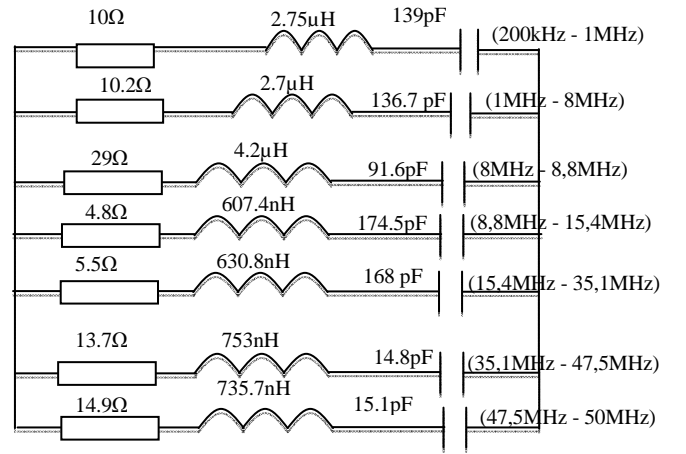 10Ω 2.75µH 139pF (200kHz - 1MHz)
10.2Ω 2.7µH 136.7 pF (1MHz - 8MHz)
29Ω 4.2µH 91.6pF (8MHz - 8,8MHz)
4.8Ω 607.4nH 174.5pF (8,8MHz - 15,4MHz)
5.5Ω 630.8nH 168 pF (15,4MHz - 35,1MHz)
13.7Ω 753nH 14.8pF (35,1MHz - 47,5MHz)
14.9Ω 735.7nH 15.1pF (47,5MHz - 50MHz)